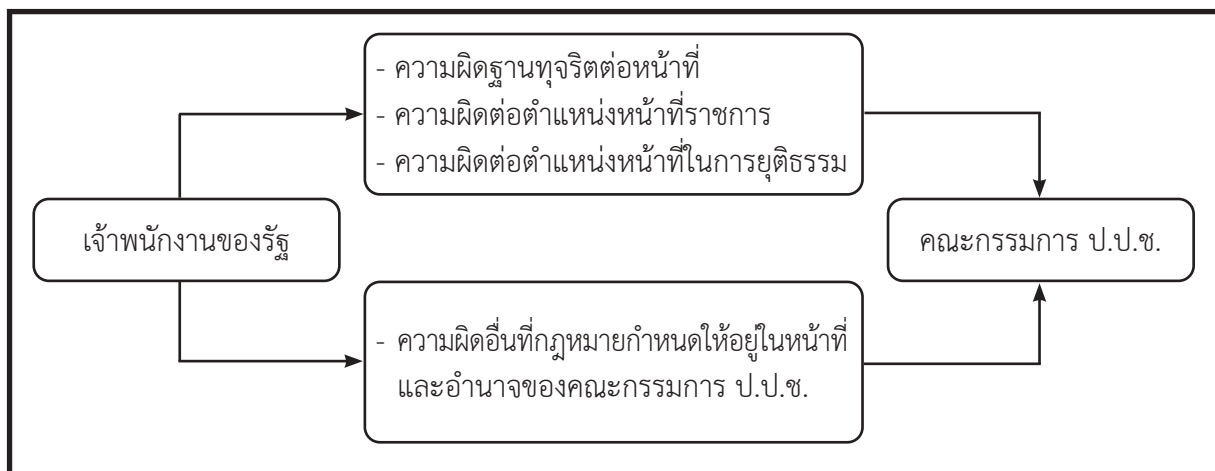 - ความผิดฐานทุจริตต่อหน้าที่
- ความผิดต่อตำแหน่งหน้าที่ราชการ
- ความผิดต่อตำแหน่งหน้าที่ในการยุติธรรม
เจ้าพนักงานของรัฐ
คณะกรรมการ ป.ป.ช.
- ความผิดอื่นที่กฎหมายกำหนดให้อยู่ในหน้าที่
และอำนาจของคณะกรรมการ ป.ป.ช.